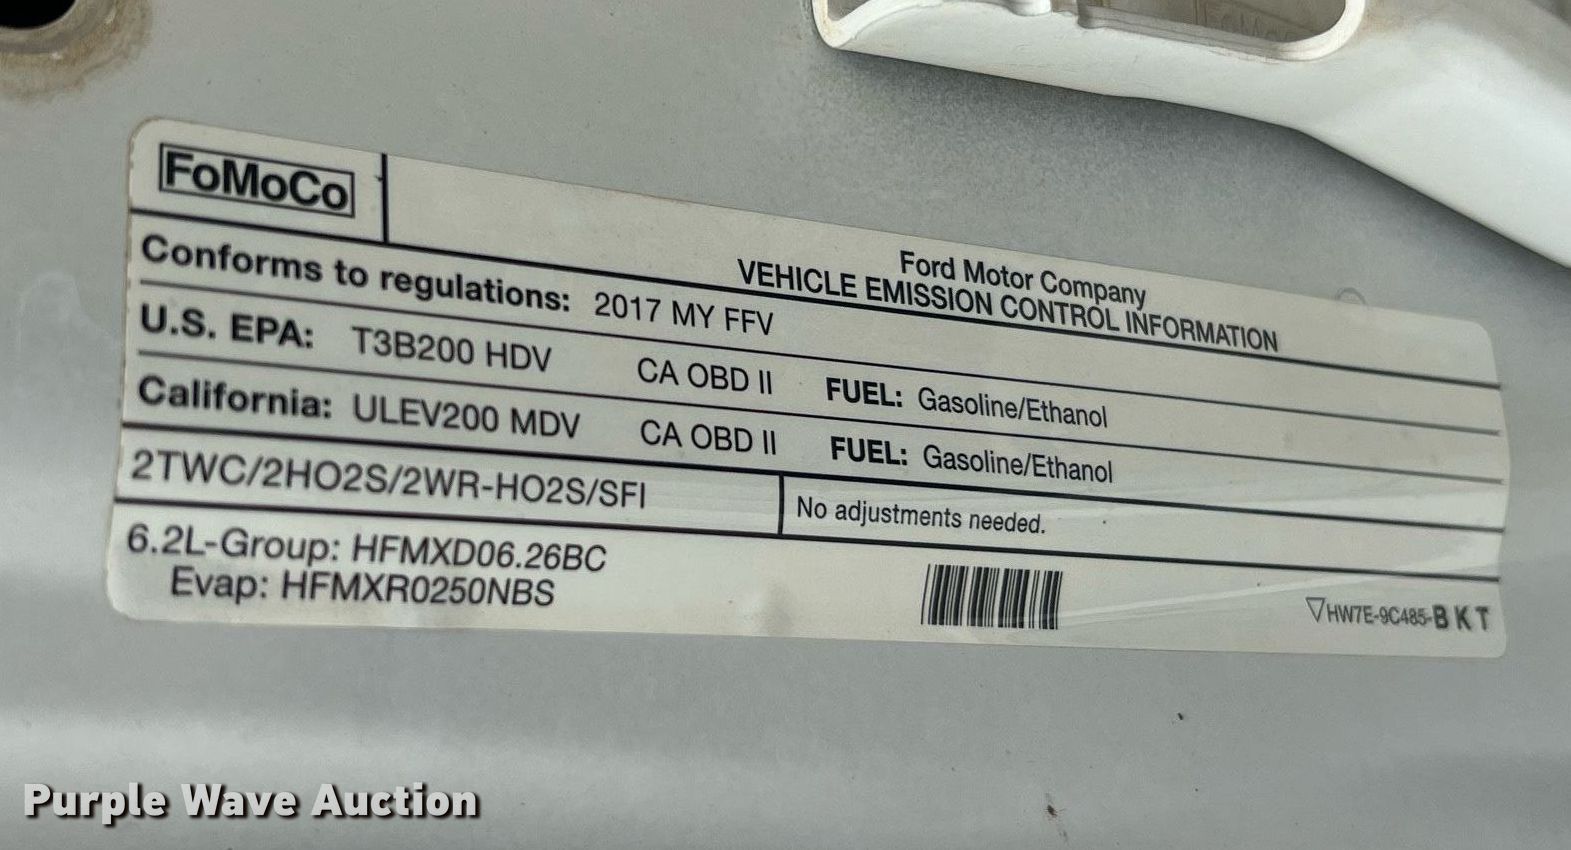 FoMoCo
Ford Motor Company
VEHICLE EMISSION CONTROL INFORMATION
Conforms to regulations: 2017 MY FFV
U.S. EPA: T3B200 HDV CA OBD II FUEL: Gasoline/Ethanol
California: ULEV200 MDV CA OBD II FUEL: Gasoline/Ethanol
2TWC/2HO2S/2WR-HO2S/SFI No adjustments needed.
6.2L-Group: HFMXD06.26BC
Evap: HFMXR0250NBS
HW7E-9C485-BKT
Purple Wave Auction